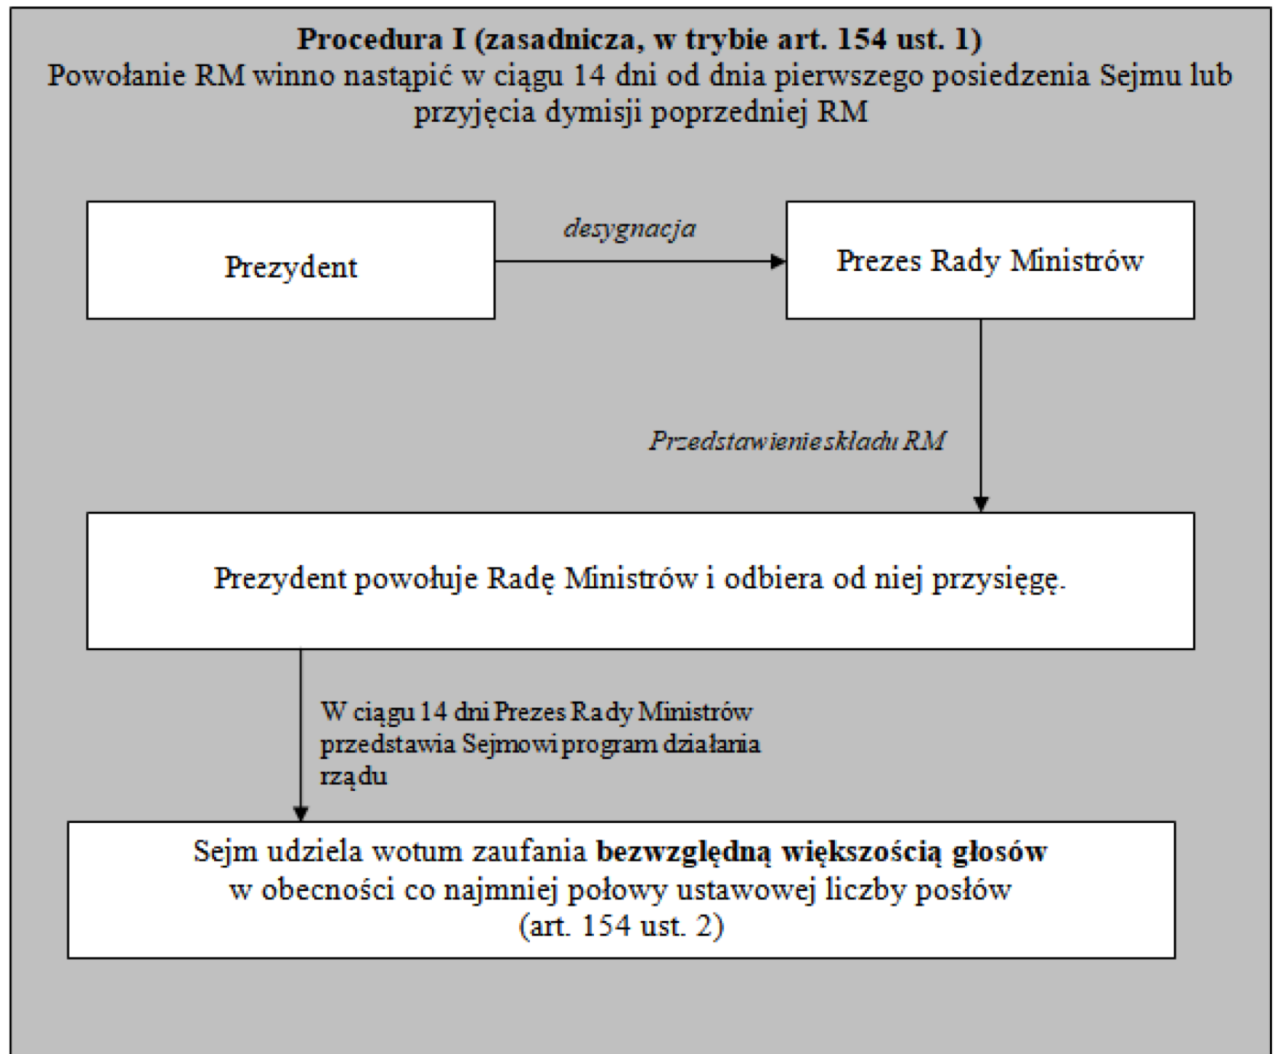 Procedura I (zasadnicza, w trybie art. 154 ust. 1)
Powołanie RM winno nastąpić w ciągu 14 dni od dnia pierwszego posiedzenia Sejmu lub
przyjęcia dymisji poprzedniej RM
desygnacja
Prezydent
Prezes Rady Ministrów
Przedstawienie składu RM
Prezydent powołuje Radę Ministrów i odbiera od niej przysięgę.
W ciągu 14 dni Prezes Rady Ministrów
przedstawia Sejmowi program działania
rządu
Sejm udziela wotum zaufania bezwzględną większością głosów
w obecności co najmniej połowy ustawowej liczby posłów
(art. 154 ust. 2)